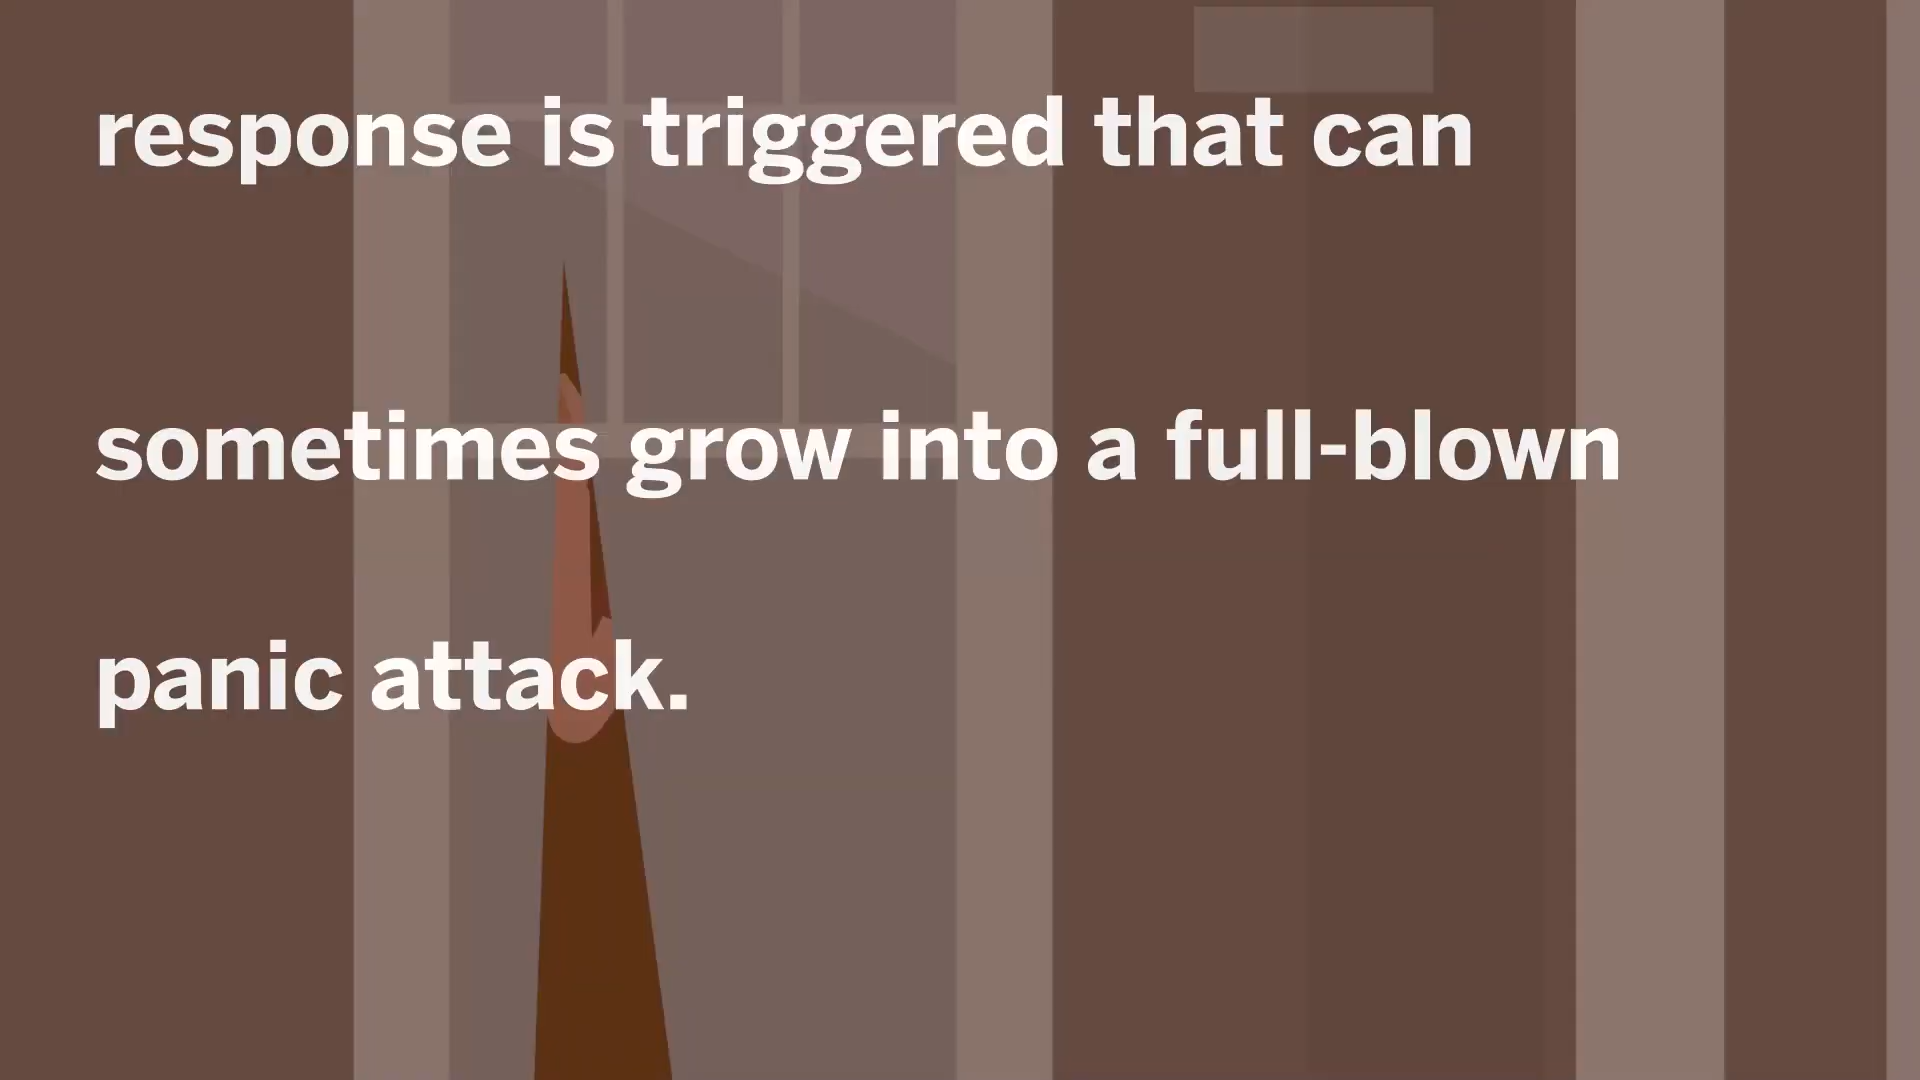 response is triggered that can
sometimes grow into a full-blown
panic attack.